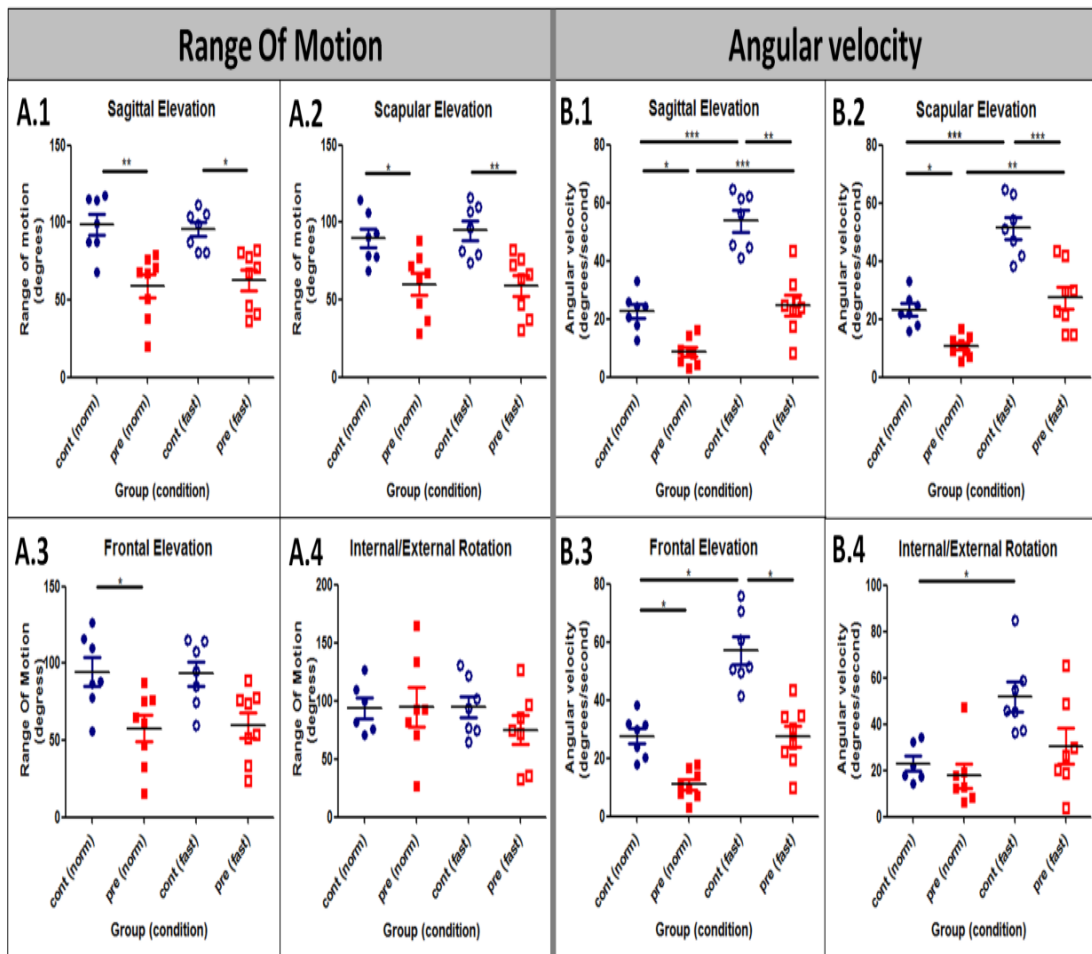 Range Of Motion
Angular velocity
A.1
Sagittal Elevation
Range of motion
(degrees)
150
100
50
0
**
*
cont (norm)
pre (norm)
cont (fast)
pre (fast)
Group (condition)
A.2
Scapular Elevation
Range of motion
(degrees)
150
100
50
0
*
**
cont (norm)
pre (norm)
cont (fast)
pre (fast)
Group (condition)
B.1
Sagittal Elevation
Angular velocity
(degrees/second)
80
60
40
20
0
***
**
*
***
cont (norm)
pre (norm)
cont (fast)
pre (fast)
Group (condition)
B.2
Scapular Elevation
Angular velocity
(degrees/second)
80
60
40
20
0
***
***
*
**
cont (norm)
pre (norm)
cont (fast)
pre (fast)
Group (condition)
A.3
Frontal Elevation
Range Of Motion
(degress)
150
100
50
0
*
cont (norm)
pre (norm)
cont (fast)
pre (fast)
Group (condition)
A.4
Internal/External Rotation
Range Of Motion
(degrees)
200
150
100
50
0
cont (norm)
pre (norm)
cont (fast)
pre (fast)
Group (condition)
B.3
Frontal Elevation
Angular velocity
(degrees/second)
80
60
40
20
0
*
*
*
cont (norm)
pre (norm)
cont (fast)
pre (fast)
Group (condition)
B.4
Internal/External Rotation
Angular velocity
(degrees/second)
100
80
60
40
20
0
*
cont (norm)
pre (norm)
cont (fast)
pre (fast)
Group (condition)